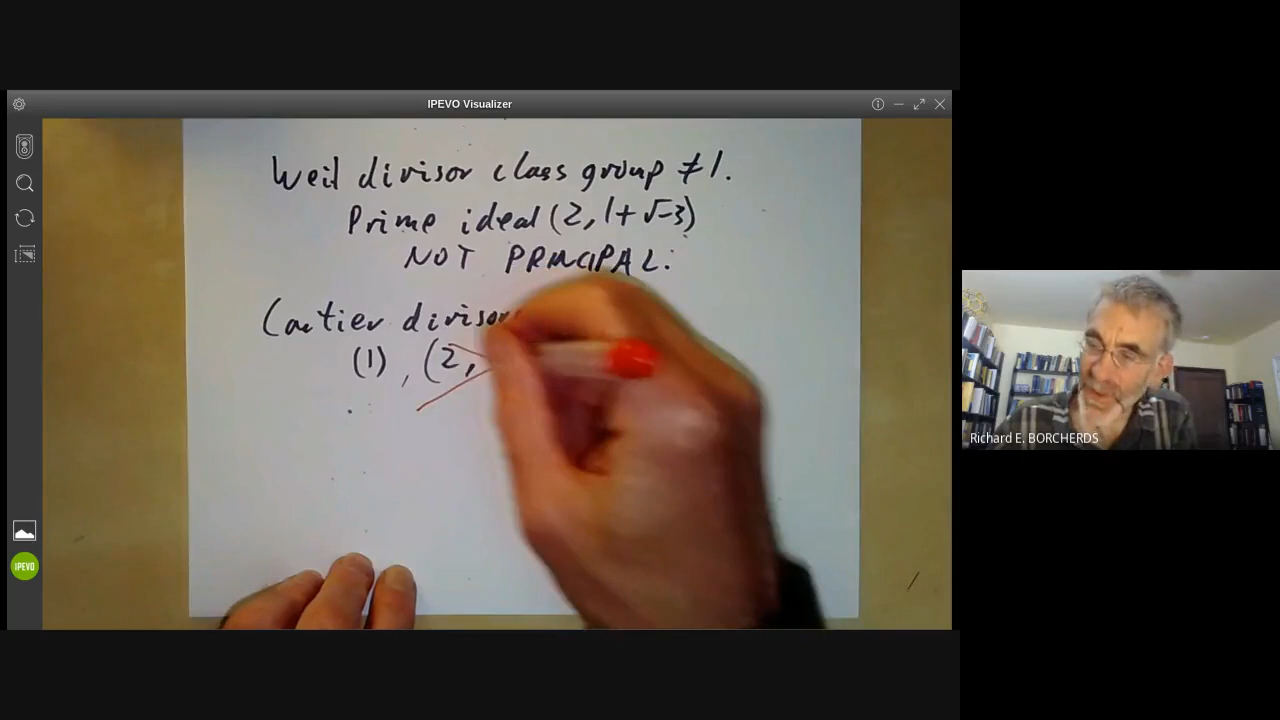 IPEVO Visualizer
Weil divisor class group ≠ 1.
Prime ideal (2, 1+√-3)
NOT PRINCIPAL.
Cartier divisor
(1), (2,
Richard E. BORCHERDS
IPEVO